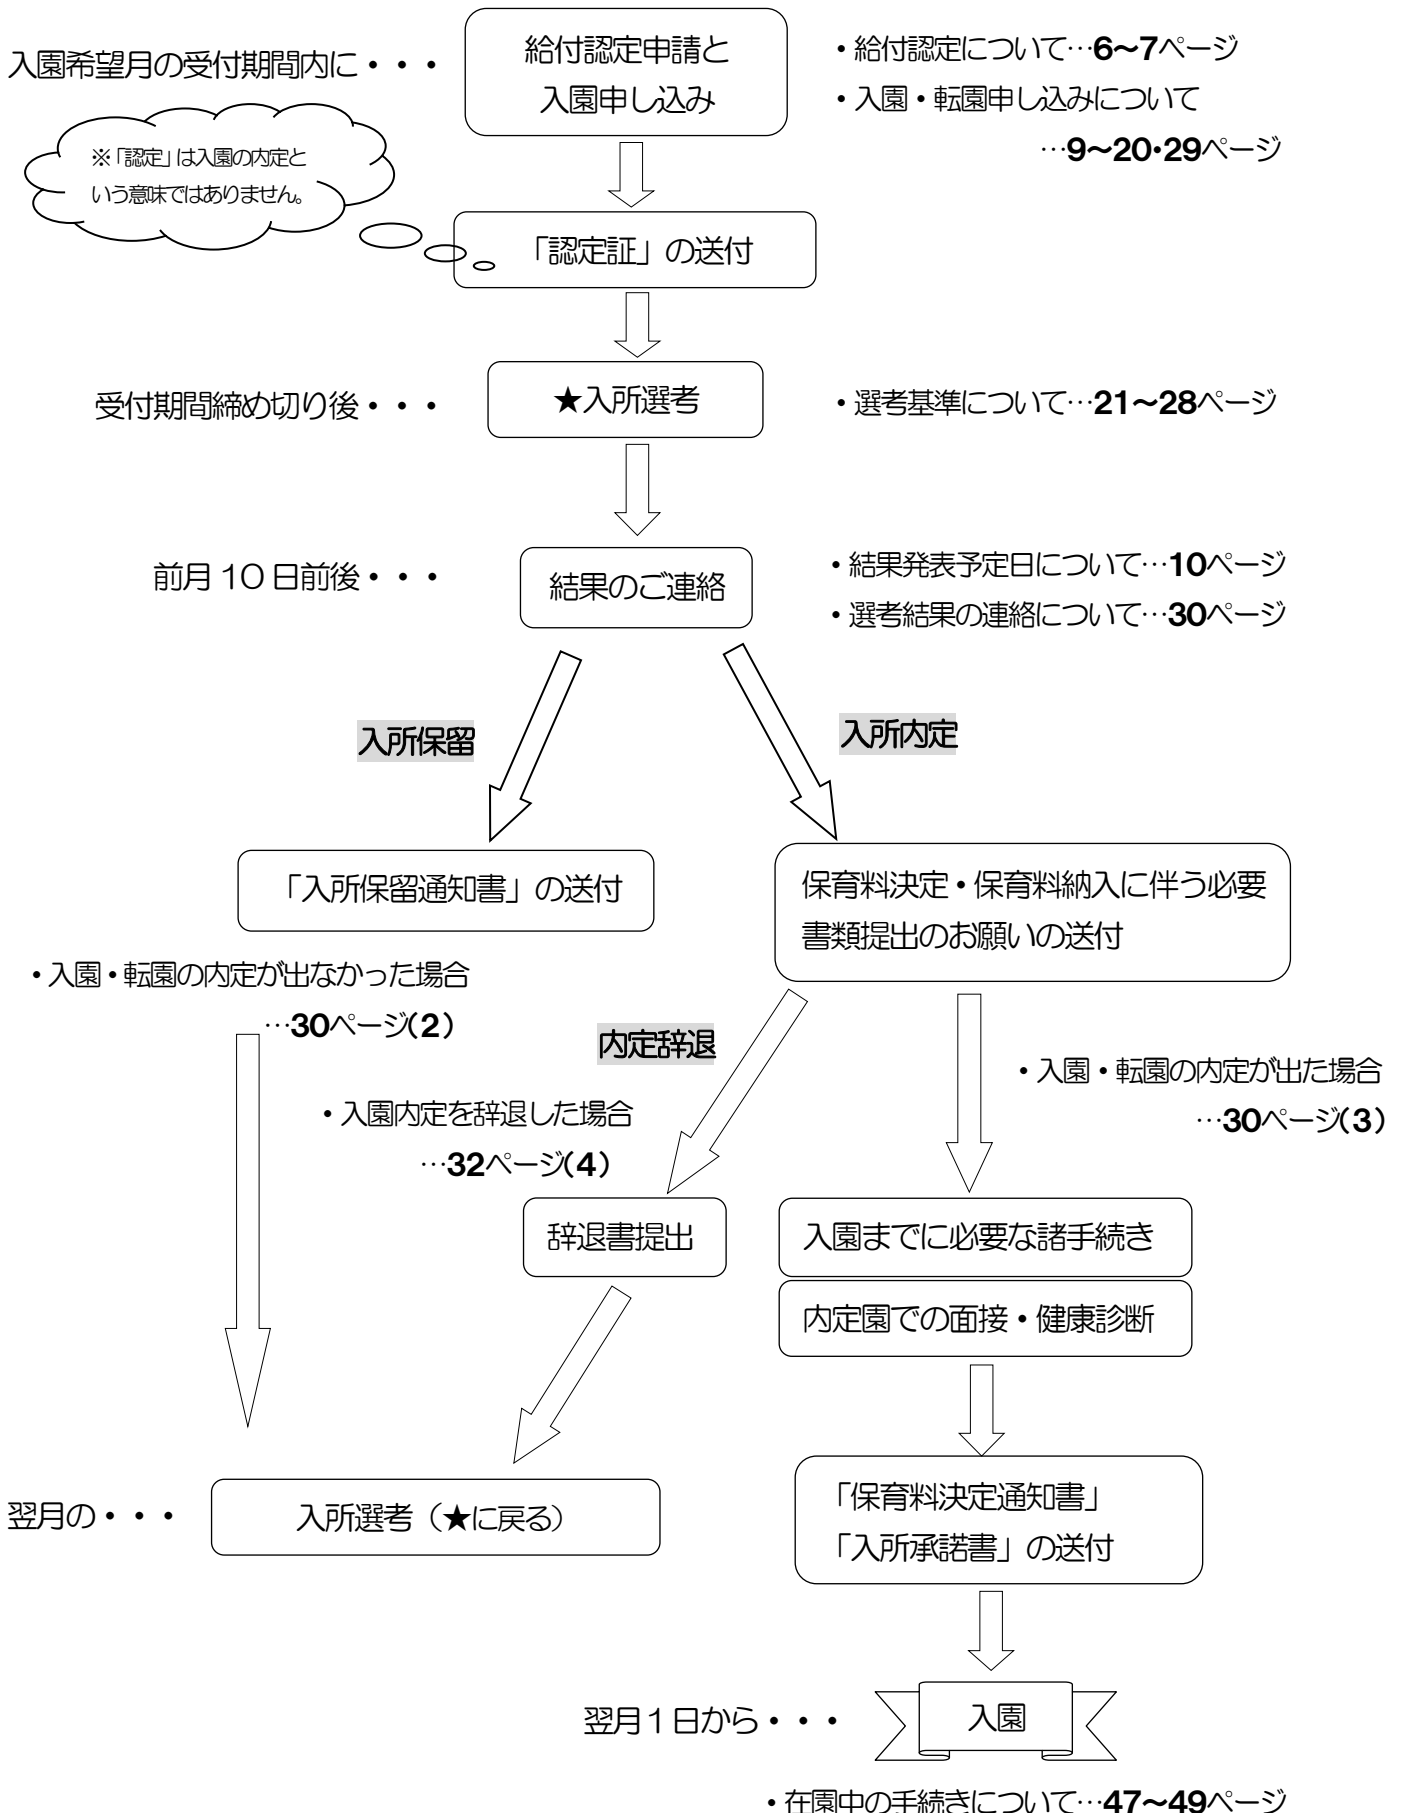 入園希望月の受付期間内に・・・
給付認定申請と
入園申し込み
・給付認定について…6～7ページ
・入園・転園申し込みについて
…9～20・29ページ
※「認定」は入園の内定と
いう意味ではありません。
「認定証」の送付
受付期間締め切り後・・・
★入所選考
・選考基準について…21～28ページ
前月10日前後・・・
結果のご連絡
・結果発表予定日について…10ページ
・選考結果の連絡について…30ページ
入所保留
入所内定
「入所保留通知書」の送付
保育料決定・保育料納入に伴う必要
書類提出のお願いの送付
・入園・転園の内定が出なかった場合
…30ページ(2)
内定辞退
・入園内定を辞退した場合
…32ページ(4)
・入園・転園の内定が出た場合
…30ページ(3)
辞退書提出
入園までに必要な諸手続き
内定園での面接・健康診断
翌月の・・・
入所選考（★に戻る）
「保育料決定通知書」
「入所承諾書」の送付
翌月1日から・・・
入園
・在園中の手続きについて…47～49ページ